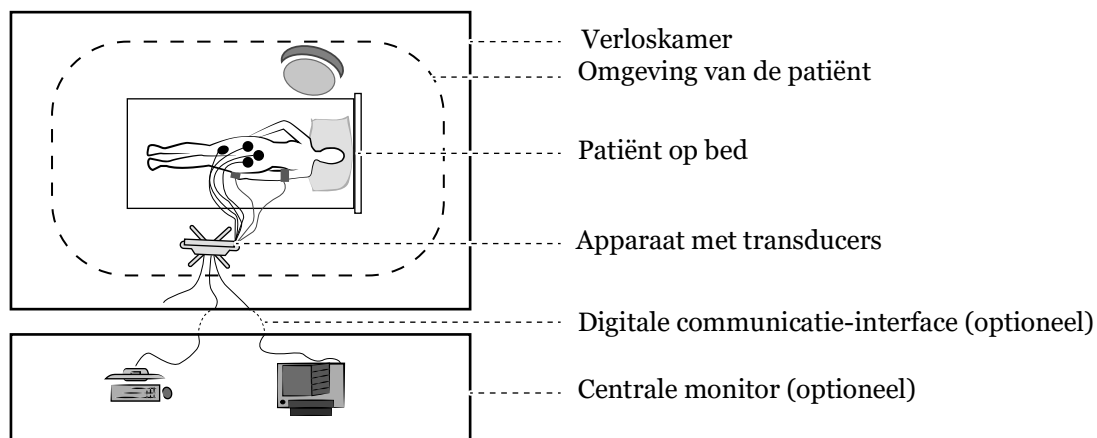 Verloskamer
Omgeving van de patiënt
Patiënt op bed
Apparaat met transducers
Digitale communicatie-interface (optioneel)
Centrale monitor (optioneel)